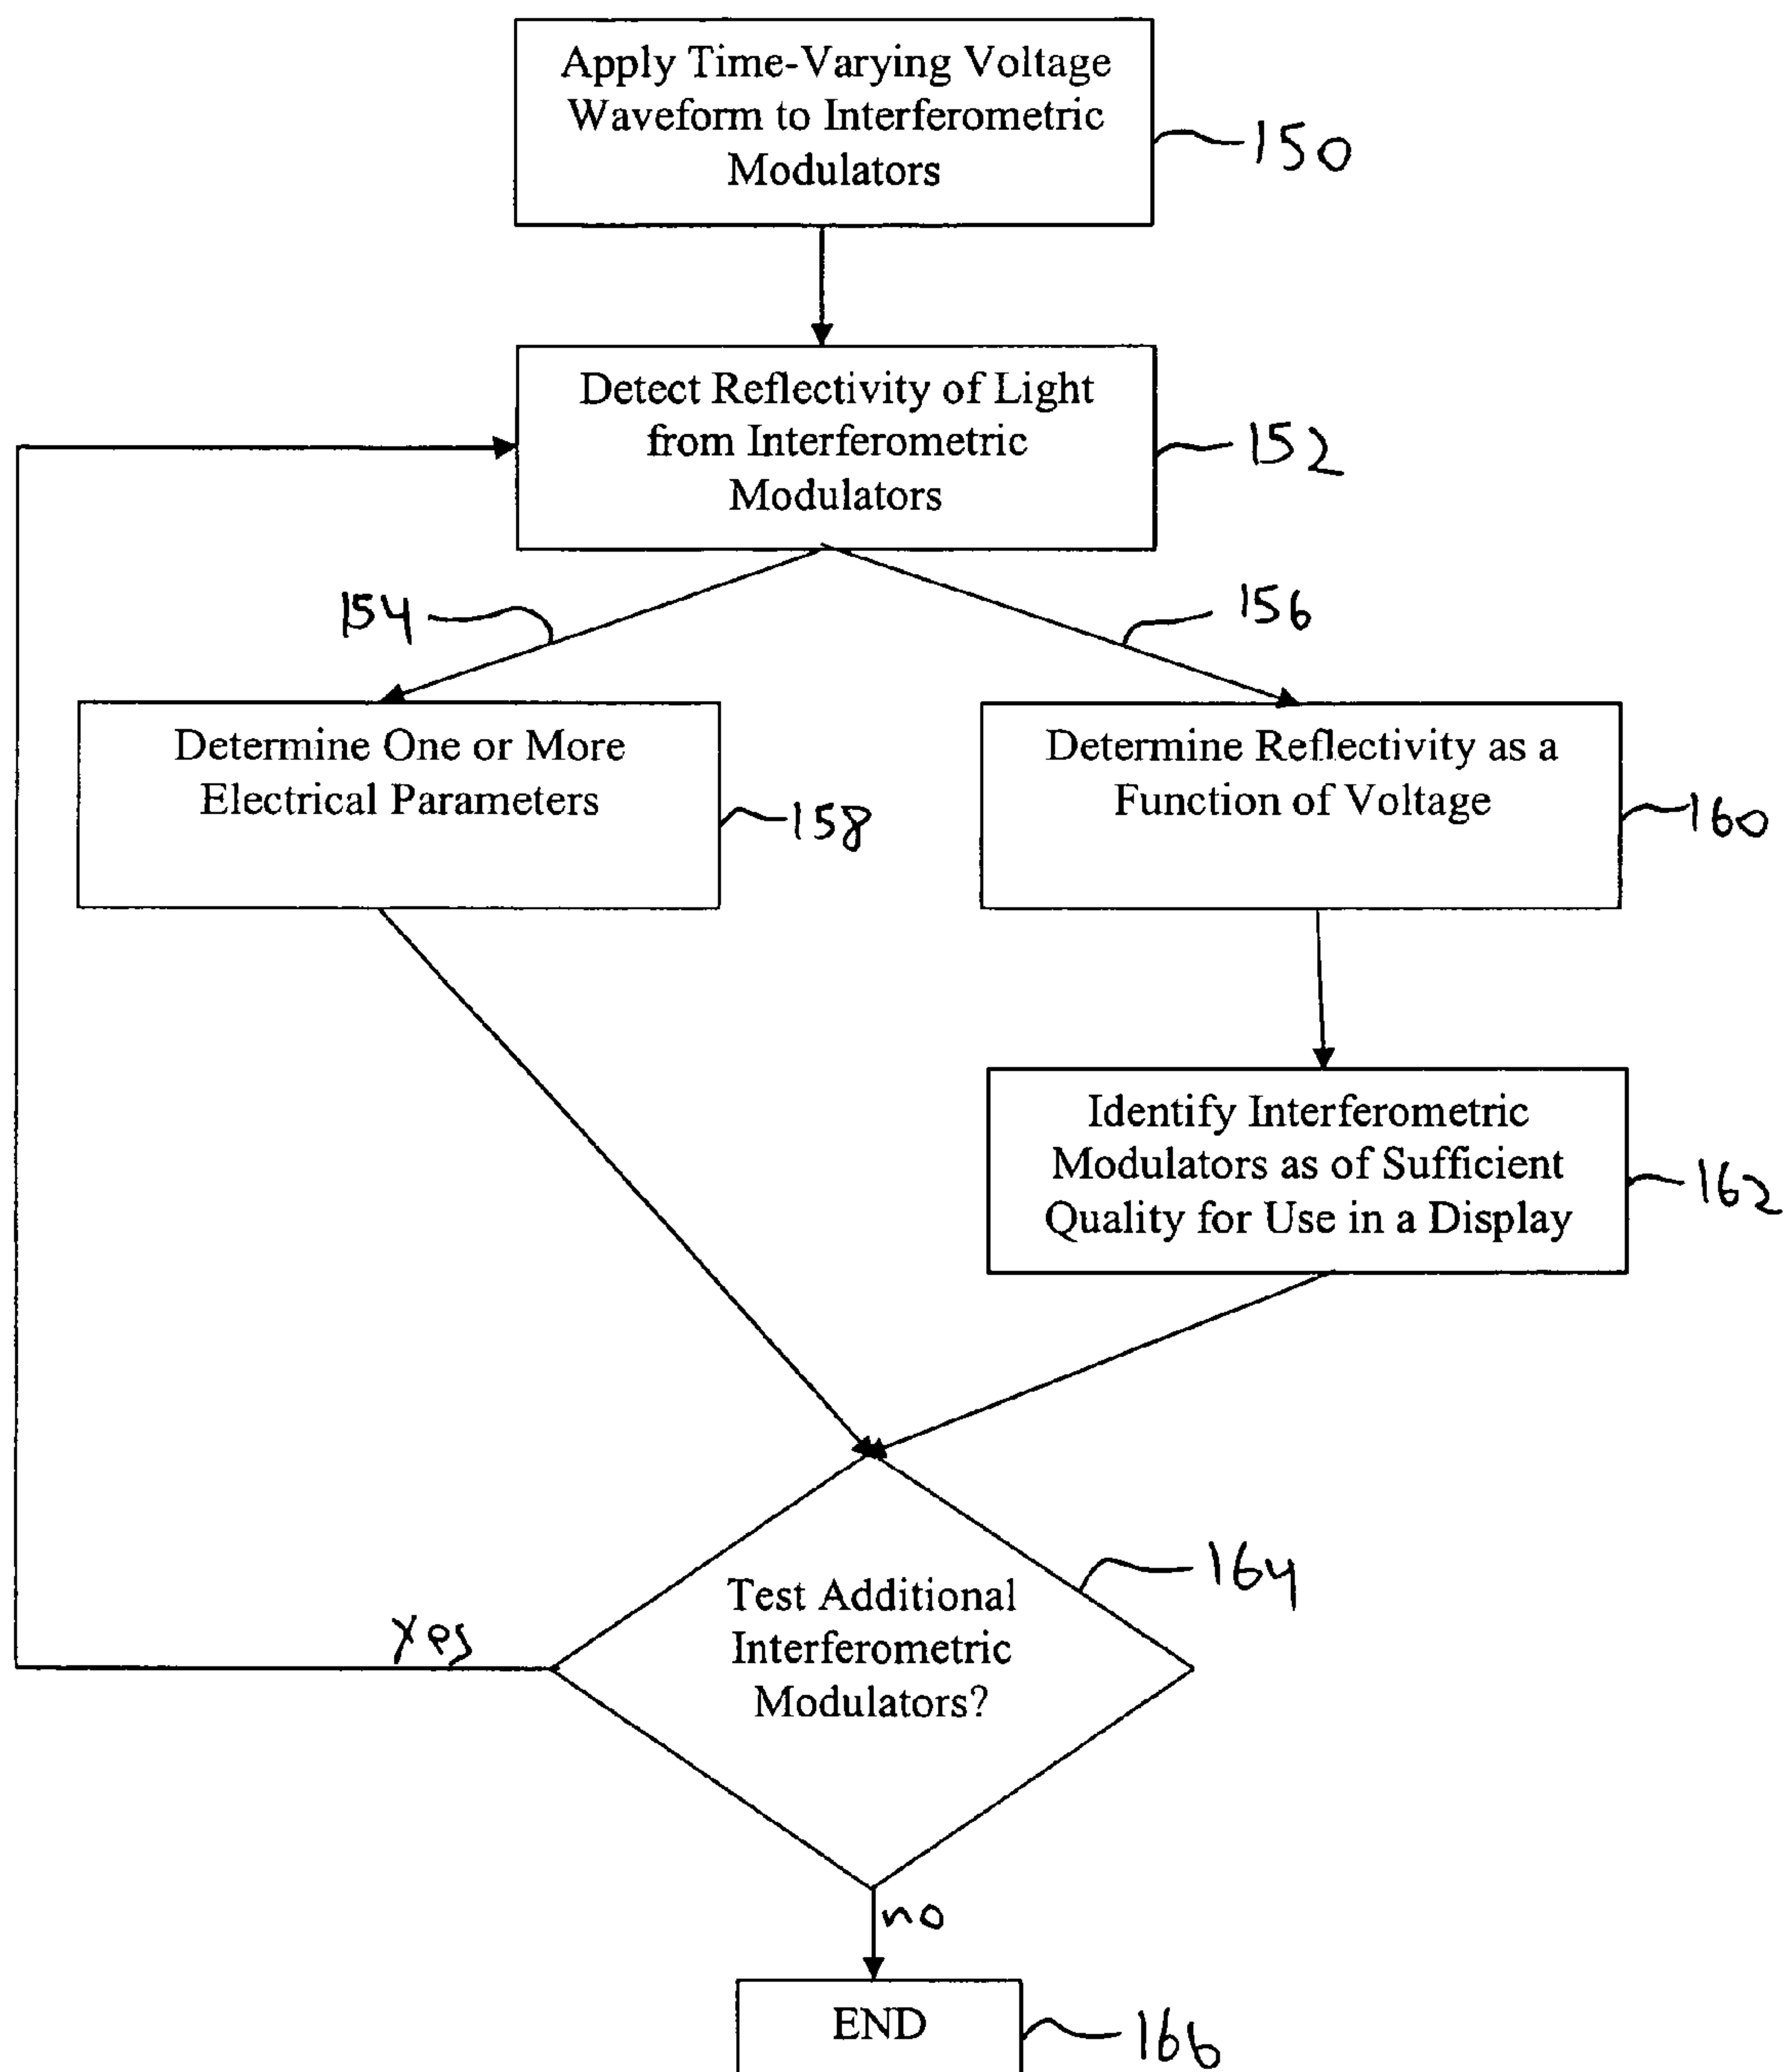 Apply Time-Varying Voltage
Waveform to Interferometric
Modulators
150
Detect Reflectivity of Light
from Interferometric
Modulators
152
154
156
Determine One or More
Electrical Parameters
158
Determine Reflectivity as a
Function of Voltage
160
Identify Interferometric
Modulators as of Sufficient
Quality for Use in a Display
162
Test Additional
Interferometric
Modulators?
164
Yes
no
END
166